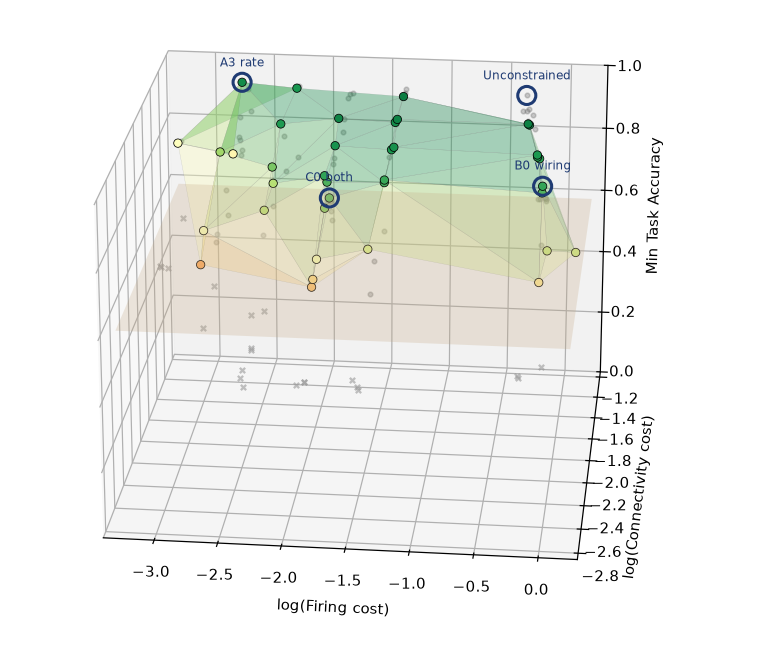 A3 rate
Unconstrained
C0 both
B0 wiring
1.0
0.8
0.6
0.4
0.2
0.0
Min Task Accuracy
−1.2
−1.4
−1.6
−1.8
−2.0
−2.2
−2.4
−2.6
−2.8
log(Connectivity cost)
−3.0 −2.5 −2.0 −1.5 −1.0 −0.5 0.0
log(Firing cost)